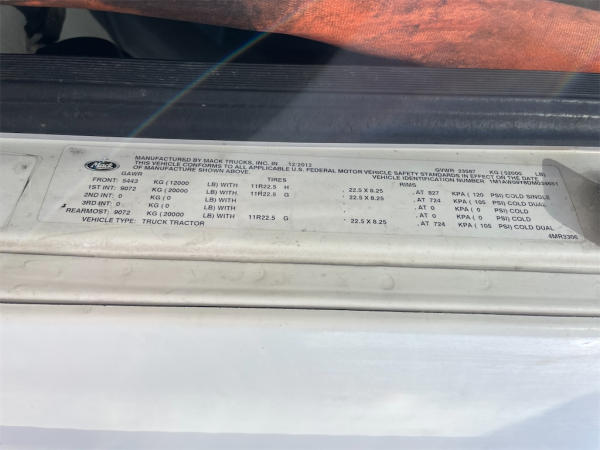 Mack
MANUFACTURED BY MACK TRUCKS, INC. IN 12/2012 GVWR 23587 KG (52000 LB)
THIS VEHICLE CONFORMS TO ALL APPLICABLE U.S. FEDERAL MOTOR VEHICLE SAFETY STANDARDS IN EFFECT ON THE DATE
OF MANUFACTURE SHOWN ABOVE. VEHICLE IDENTIFICATION NUMBER
GAWR TIRES RIMS
FRONT: 5443 KG ( 12000 LB) WITH 11R22.5 H , 22.5 X 8.25 , AT 827 KPA ( 120 PSI) COLD SINGLE
1ST INT: 9072 KG ( 20000 LB) WITH 11R22.5 G , 22.5 X 8.25 , AT 724 KPA ( 105 PSI) COLD DUAL
2ND INT: 0 KG ( 0 LB) WITH , , AT 0 KPA ( 0 PSI) COLD
3RD INT: 0 KG ( 0 LB) WITH , , AT 0 KPA ( 0 PSI) COLD
REARMOST: 9072 KG ( 20000 LB) WITH 11R22.5 G , 22.5 X 8.25 , AT 724 KPA ( 105 PSI) COLD DUAL
VEHICLE TYPE: TRUCK TRACTOR
4MR3306